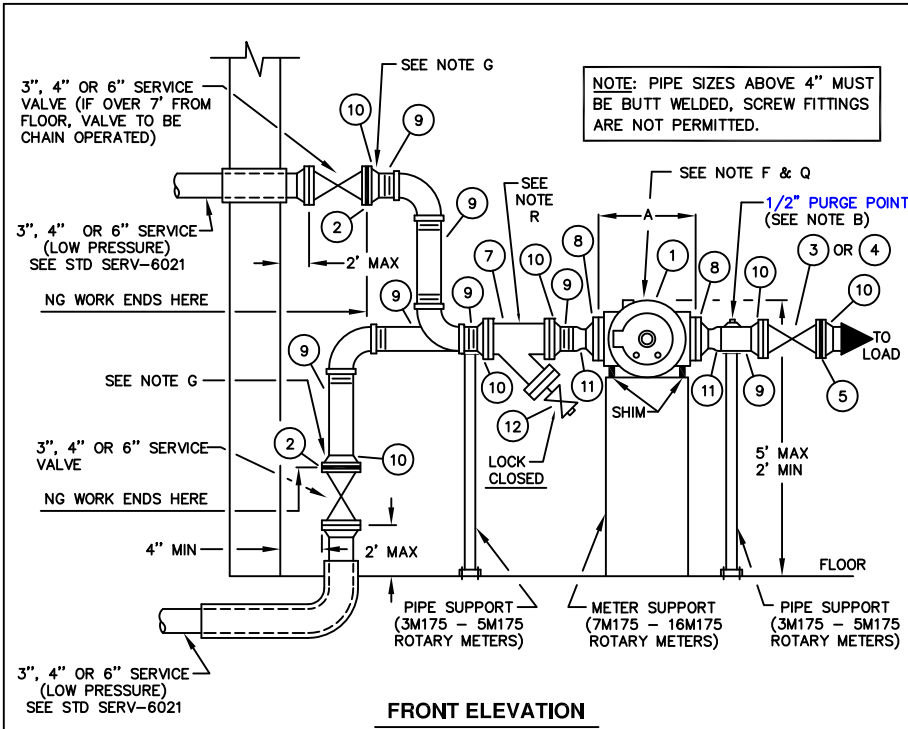 3", 4" OR 6" SERVICE
VALVE (IF OVER 7' FROM
FLOOR, VALVE TO BE
CHAIN OPERATED)
SEE NOTE G
10
9
NOTE: PIPE SIZES ABOVE 4" MUST
BE BUTT WELDED, SCREW FITTINGS
ARE NOT PERMITTED.
SEE NOTE F & Q
1/2" PURGE POINT
(SEE NOTE B)
SEE
NOTE
R
A
9
2
3", 4" OR 6" SERVICE
(LOW PRESSURE)
SEE STD SERV-6021
2' MAX
NG WORK ENDS HERE
9
9
7
10
9
8
1
8
10
3 OR 4
10
TO
LOAD
9
10
11
11
9
5
SEE NOTE G
12
SHIM
LOCK
CLOSED
3", 4" OR 6" SERVICE
VALVE
2
10
5' MAX
2' MIN
NG WORK ENDS HERE
4" MIN
2' MAX
FLOOR
PIPE SUPPORT
(3M175 - 5M175
ROTARY METERS)
METER SUPPORT
(7M175 - 16M175
ROTARY METERS)
PIPE SUPPORT
(3M175 - 5M175
ROTARY METERS)
3", 4" OR 6" SERVICE
(LOW PRESSURE)
SEE STD SERV-6021
FRONT ELEVATION